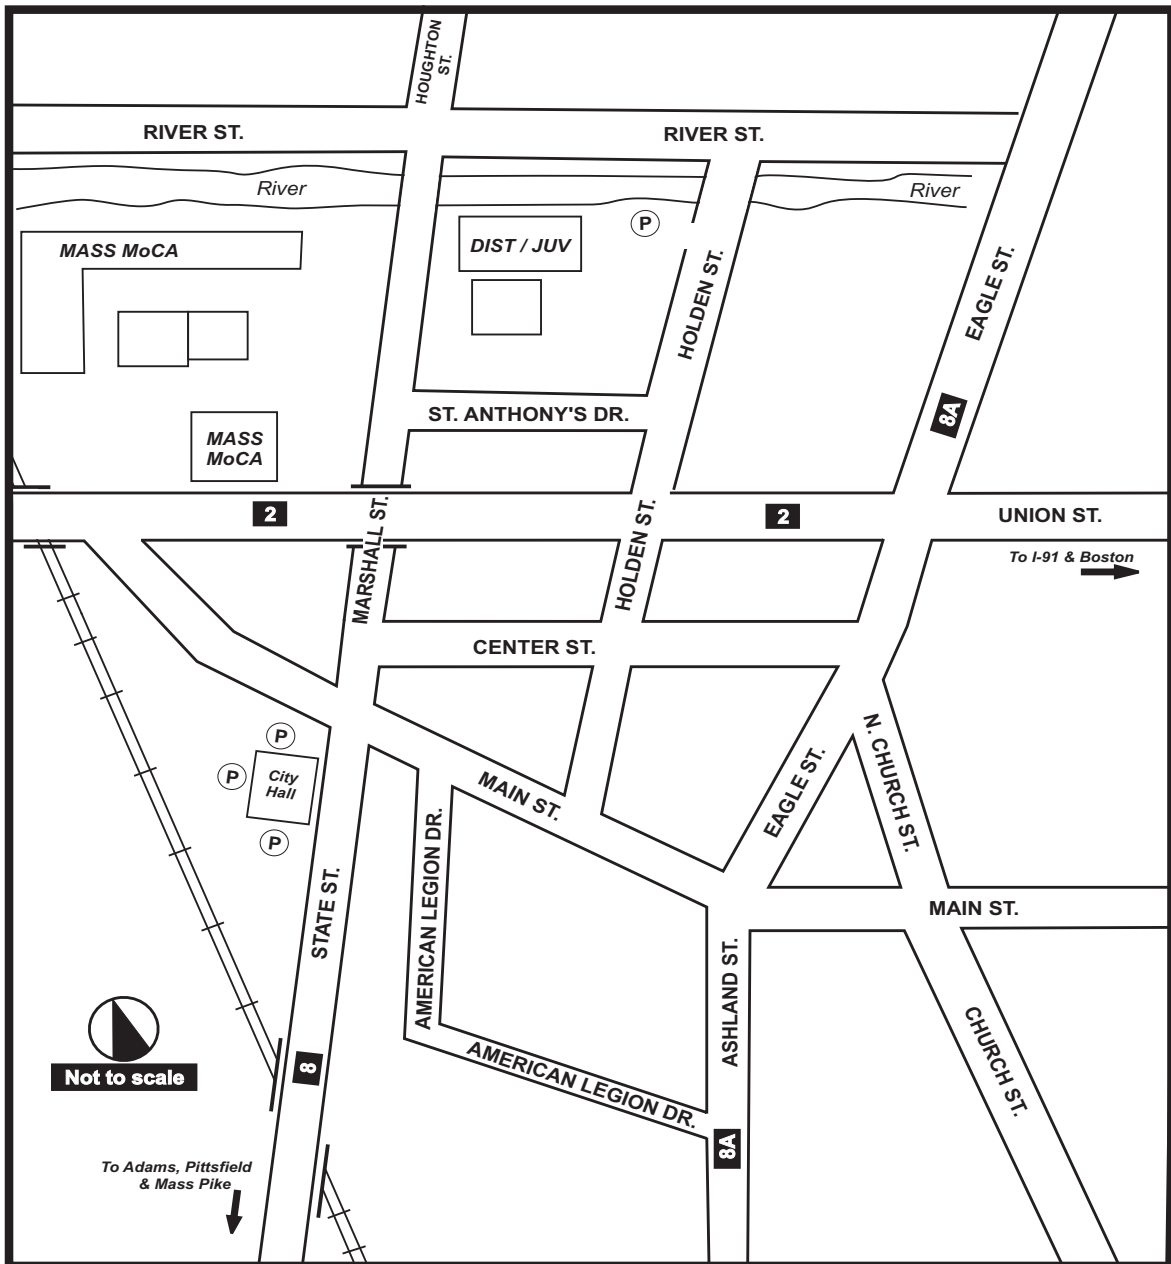 HOUGHTON
ST.
RIVER ST.
RIVER ST.
River
River
P
MASS MoCA
DIST / JUV
HOLDEN ST.
EAGLE ST.
8A
ST. ANTHONY'S DR.
MASS
MoCA
2
MARSHALL ST.
HOLDEN ST.
2
UNION ST.
To I-91 & Boston
CENTER ST.
P
P
City
Hall
P
MAIN ST.
EAGLE ST.
N. CHURCH ST.
STATE ST.
AMERICAN LEGION DR.
MAIN ST.
ASHLAND ST.
CHURCH ST.
Not to scale
8
AMERICAN LEGION DR.
8A
To Adams, Pittsfield
& Mass Pike